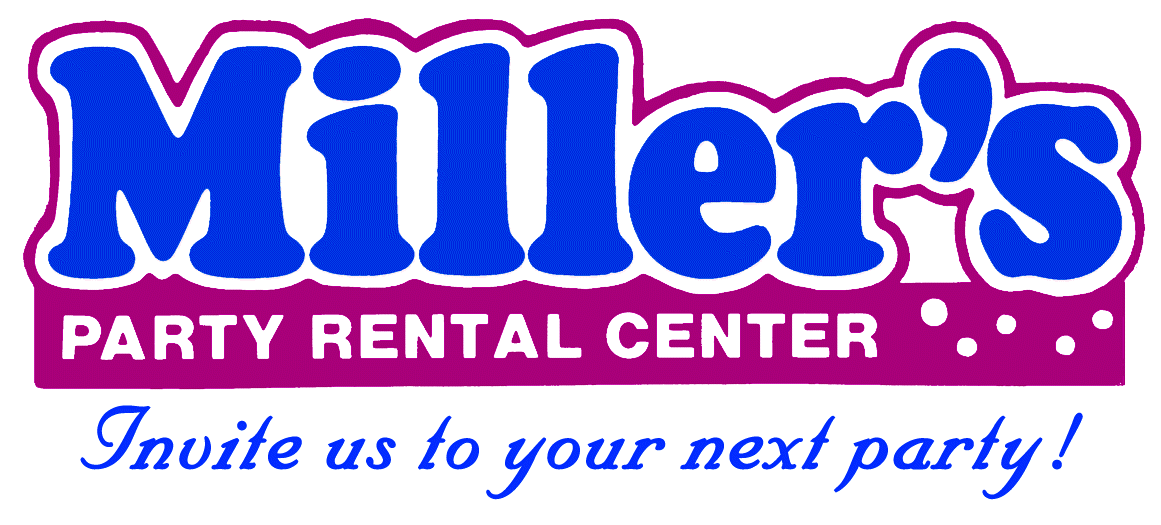 Miller's
PARTY RENTAL CENTER
Invite us to your next party!